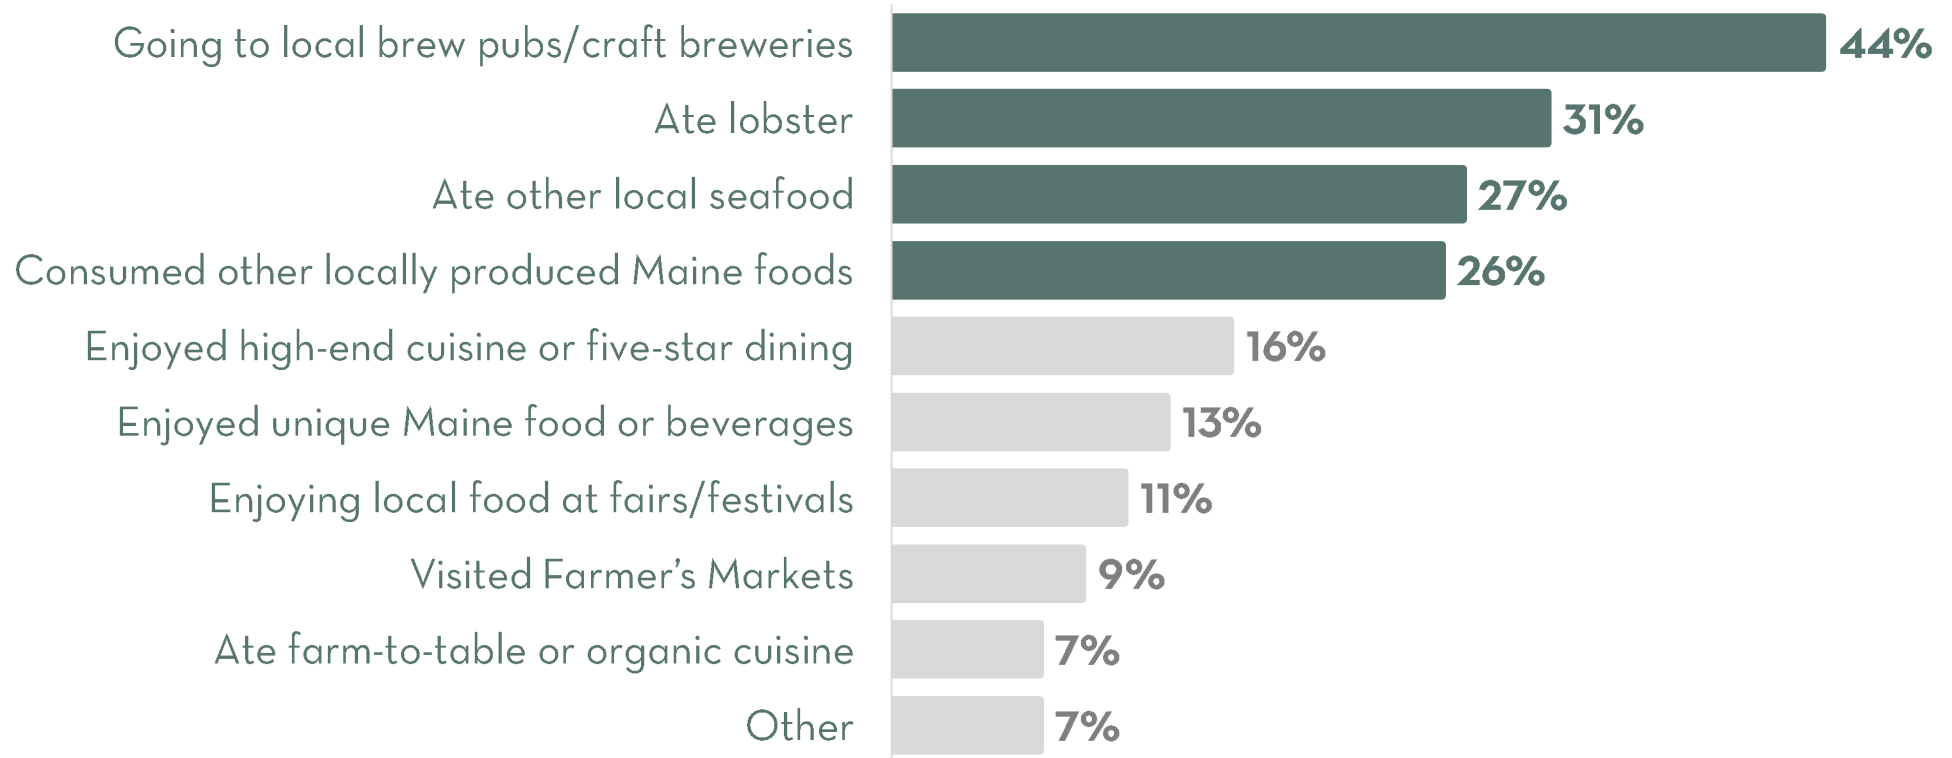 Going to local brew pubs/craft breweries 44%
Ate lobster 31%
Ate other local seafood 27%
Consumed other locally produced Maine foods 26%
Enjoyed high-end cuisine or five-star dining 16%
Enjoyed unique Maine food or beverages 13%
Enjoying local food at fairs/festivals 11%
Visited Farmer’s Markets 9%
Ate farm-to-table or organic cuisine 7%
Other 7%